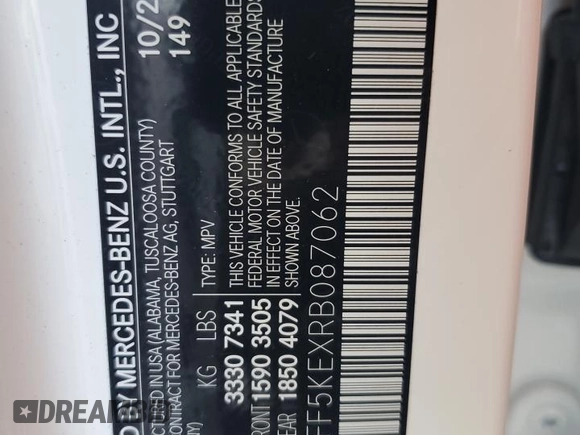 D BY MERCEDES-BENZ U.S. INTL., INC
CTURED IN USA (ALABAMA, TUSCALOOSA COUNTY)
CONTRACT FOR MERCEDES-BENZ AG, STUTTGART
10/2
149
KG LBS TYPE: MPV
3330 7341
RONT 1590 3505
EAR 1850 4079
THIS VEHICLE CONFORMS TO ALL APPLICABLE
FEDERAL MOTOR VEHICLE SAFETY STANDARDS
IN EFFECT ON THE DATE OF MANUFACTURE
SHOWN ABOVE.
FF5KEXRB087062
DREAMB